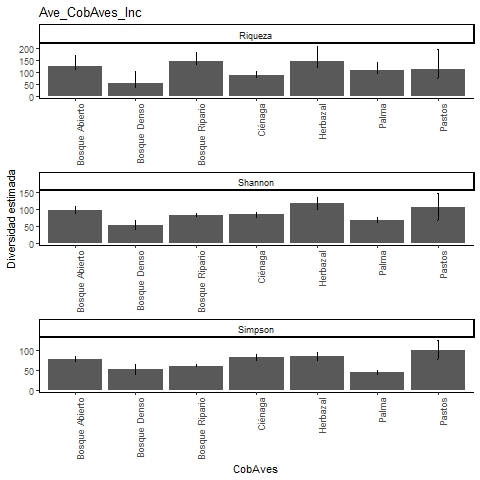 Ave_CobAves_Inc
Riqueza
200
150
100
50
0
Bosque Abierto
Bosque Denso
Bosque Ripario
Ciénaga
Herbazal
Palma
Pastos
Diversidad estimada
Shannon
150
100
50
0
Bosque Abierto
Bosque Denso
Bosque Ripario
Ciénaga
Herbazal
Palma
Pastos
Simpson
100
50
0
Bosque Abierto
Bosque Denso
Bosque Ripario
Ciénaga
Herbazal
Palma
Pastos
CobAves